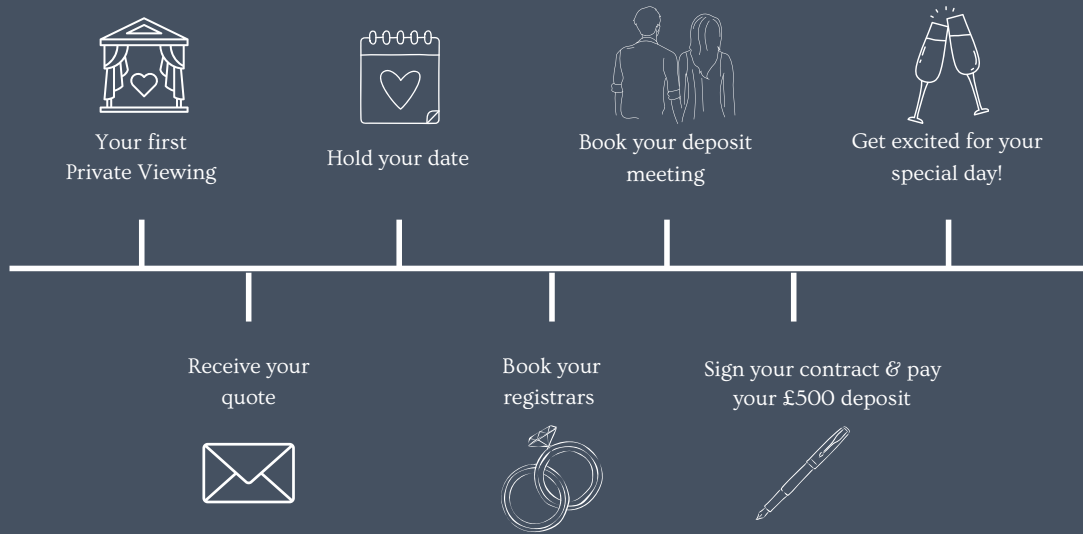 Your first
Private Viewing
Receive your
quote
Hold your date
Book your
registrars
Book your deposit
meeting
Sign your contract & pay
your £500 deposit
Get excited for your
special day!